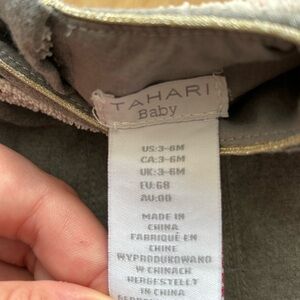 TAHARI
Baby
US:3-6M
CA:3-6M
UK:3-6M
EU:68
AU:00
MADE IN
CHINA
FABRIQUÉ EN
CHINE
WYPRODUKOWANO
W CHINACH
HERGESTELLT
IN CHINA